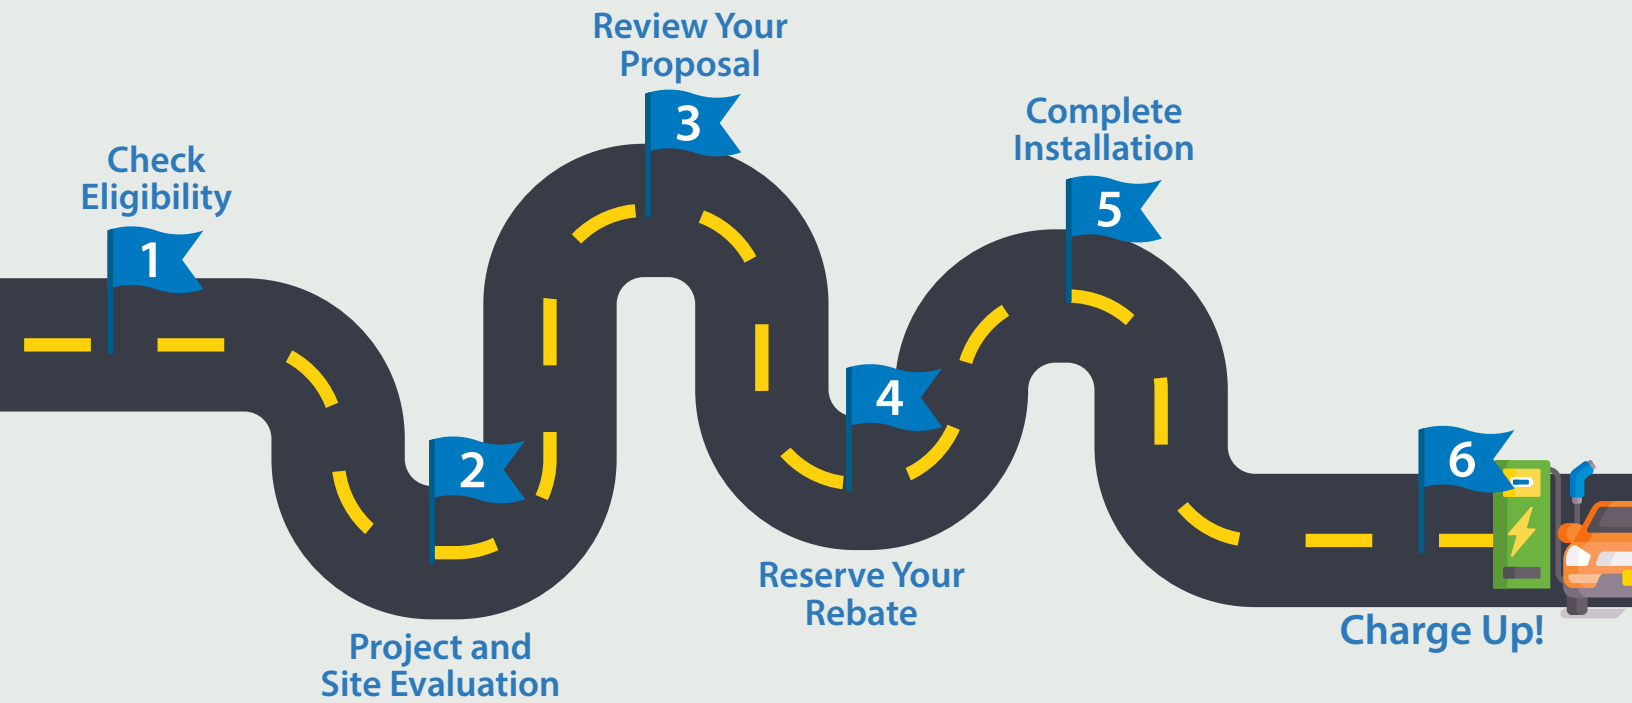 Check
Eligibility
1
2
Project and
Site Evaluation
Review Your
Proposal
3
4
Reserve Your
Rebate
Complete
Installation
5
6
Charge Up!